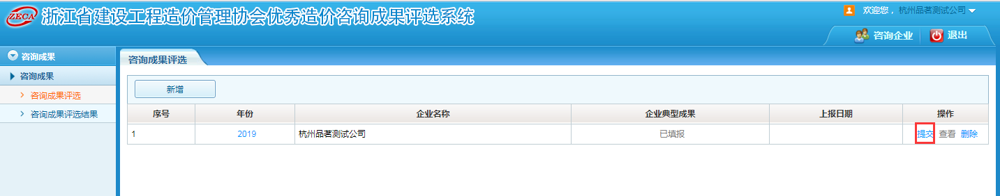 ZECA 浙江省建设工程造价管理协会优秀造价咨询成果评选系统
欢迎您，杭州品茗测试公司
咨询企业 退出
咨询成果
咨询成果
咨询成果评选
咨询成果评选结果
咨询成果评选
新增
序号 年份 企业名称 企业典型成果 上报日期 操作
1 2019 杭州品茗测试公司 已填报 提交 查看 删除